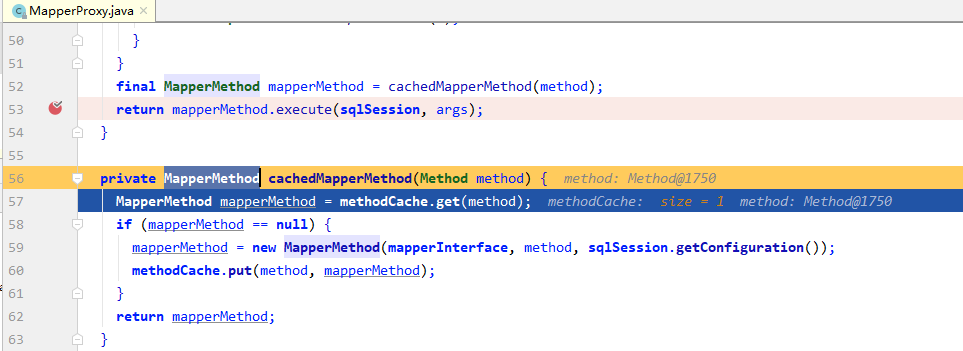 MapperProxy.java
50 }
51 }
52 final MapperMethod mapperMethod = cachedMapperMethod(method);
53 return mapperMethod.execute(sqlSession, args);
54 }
55
56 private MapperMethod cachedMapperMethod(Method method) { method: Method@1750
57 MapperMethod mapperMethod = methodCache.get(method); methodCache: size = 1 method: Method@1750
58 if (mapperMethod == null) {
59 mapperMethod = new MapperMethod(mapperInterface, method, sqlSession.getConfiguration());
60 methodCache.put(method, mapperMethod);
61 }
62 return mapperMethod;
63 }